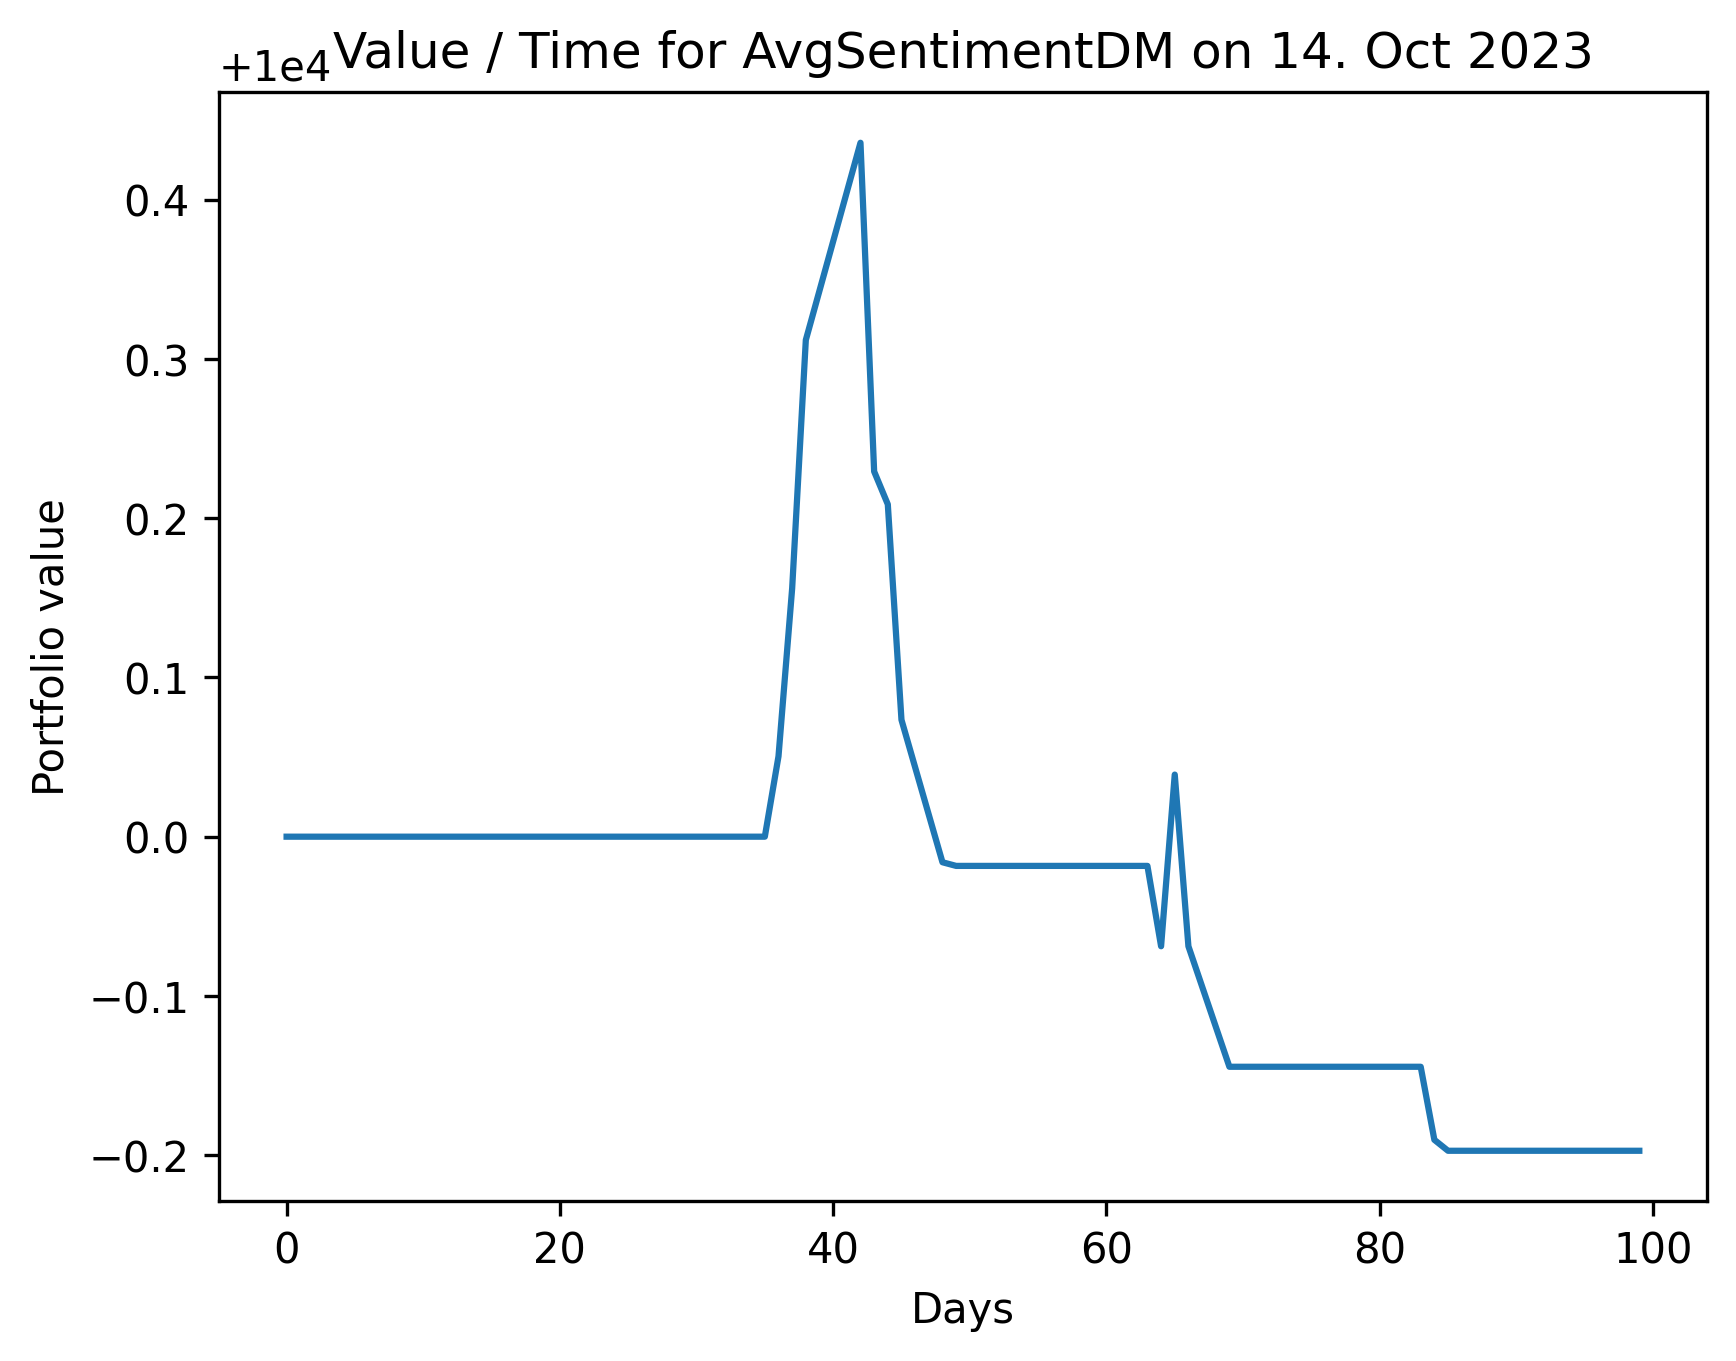 Value / Time for AvgSentimentDM on 14. Oct 2023
+1e4
0.4
0.3
0.2
0.1
0.0
−0.1
−0.2
Portfolio value
0 20 40 60 80 100
Days